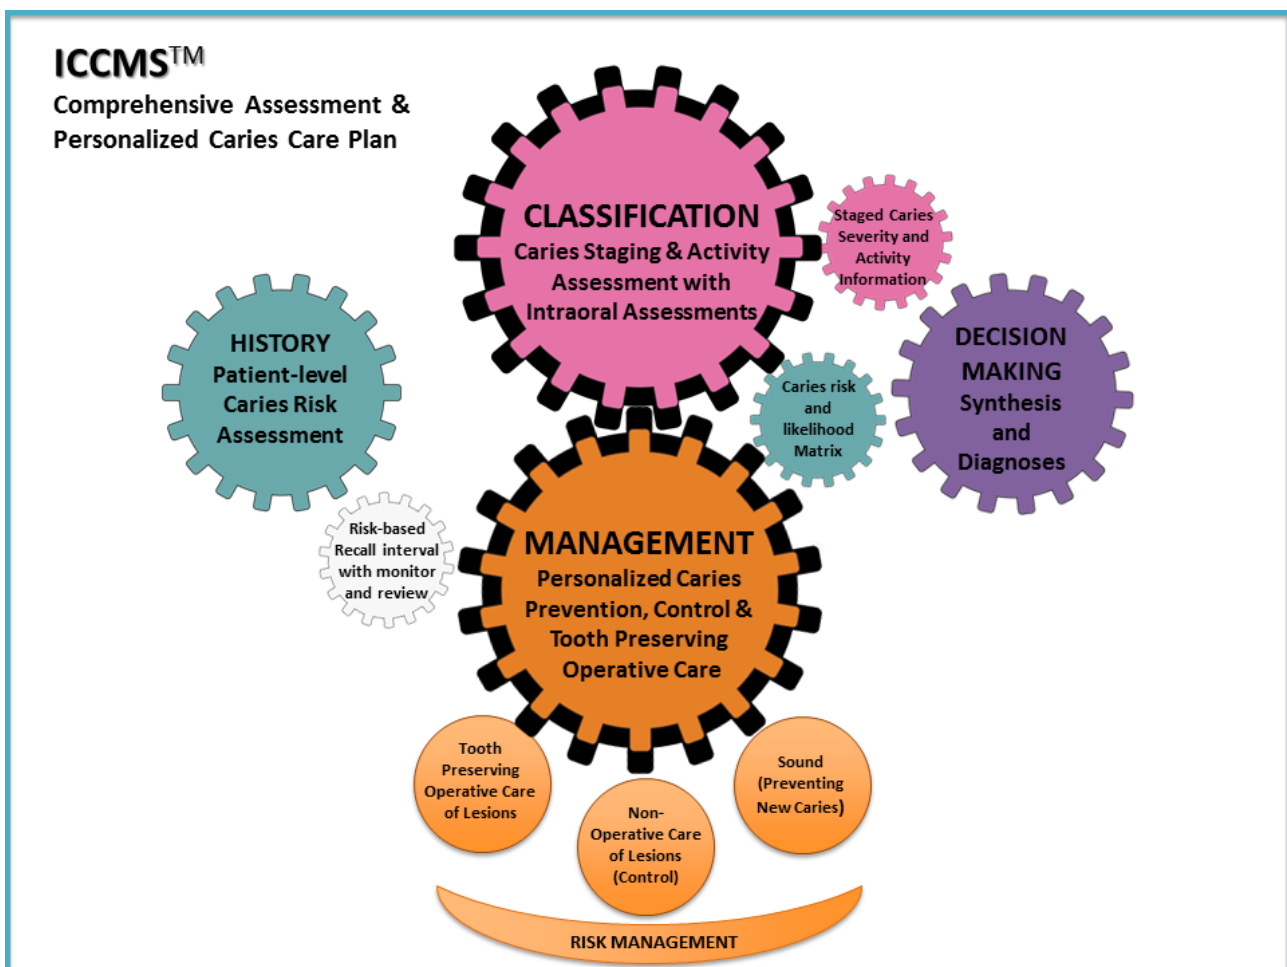 ICCMS™
Comprehensive Assessment &
Personalized Caries Care Plan
CLASSIFICATION
Caries Staging & Activity
Assessment with
Intraoral Assessments
Staged Caries
Severity and
Activity
Information
HISTORY
Patient-level
Caries Risk
Assessment
DECISION
MAKING
Synthesis
and
Diagnoses
Caries risk
and
likelihood
Matrix
Risk-based
Recall interval
with monitor
and review
MANAGEMENT
Personalized Caries
Prevention, Control &
Tooth Preserving
Operative Care
Tooth
Preserving
Operative Care
of Lesions
Non-
Operative Care
of Lesions
(Control)
Sound
(Preventing
New Caries)
RISK MANAGEMENT